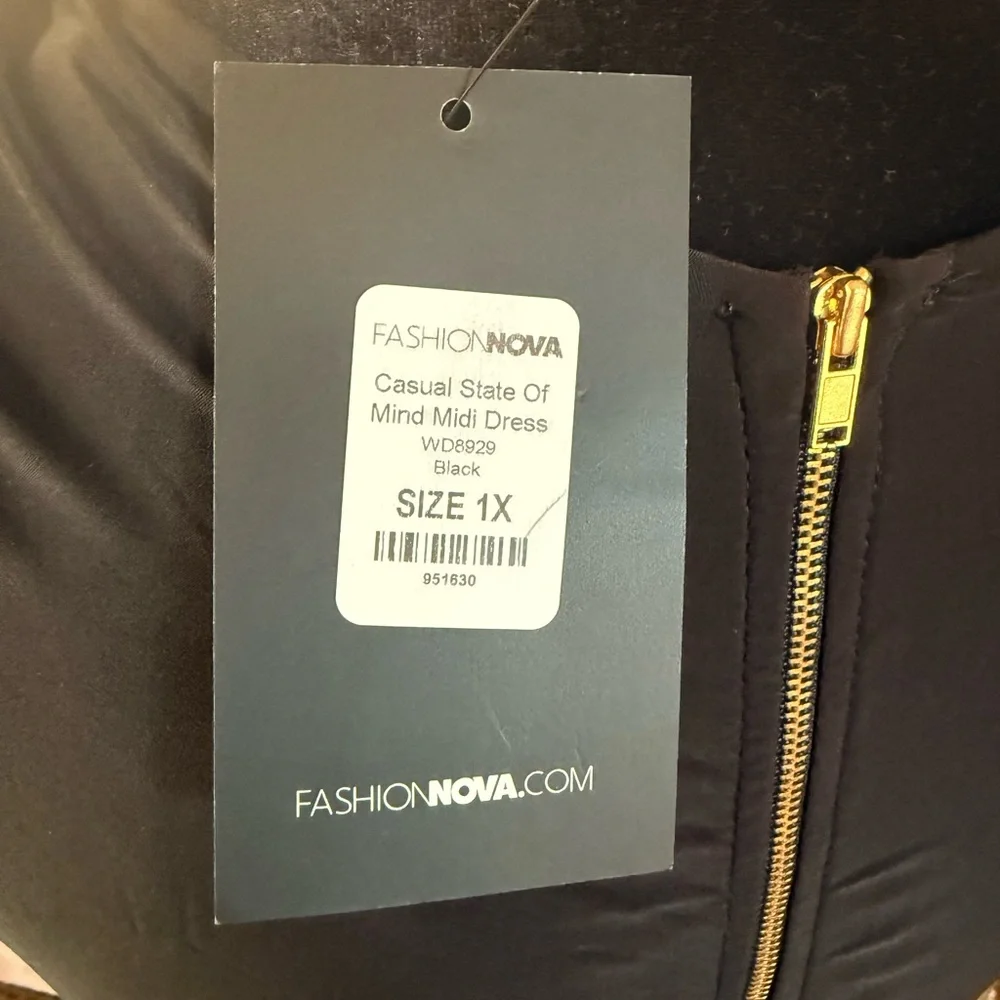 FASHIONNOVA
Casual State Of
Mind Midi Dress
WD8929
Black
SIZE 1X
951630
FASHIONNOVA.COM